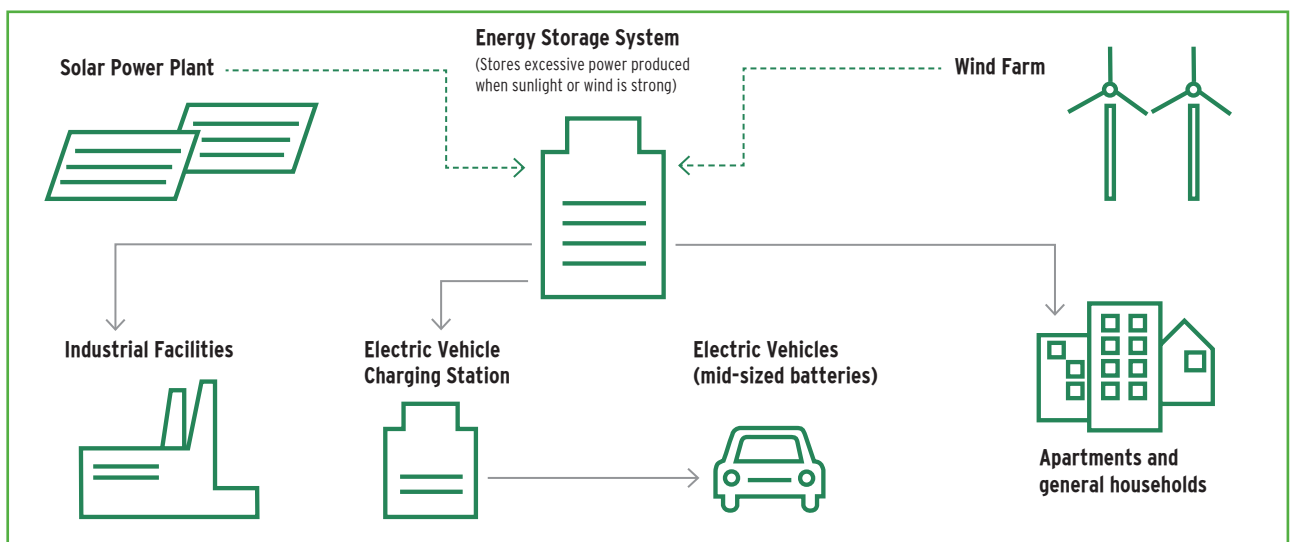 Energy Storage System
(Stores excessive power produced
when sunlight or wind is strong)
Solar Power Plant
Wind Farm
Industrial Facilities
Electric Vehicle
Charging Station
Electric Vehicles
(mid-sized batteries)
Apartments and
general households